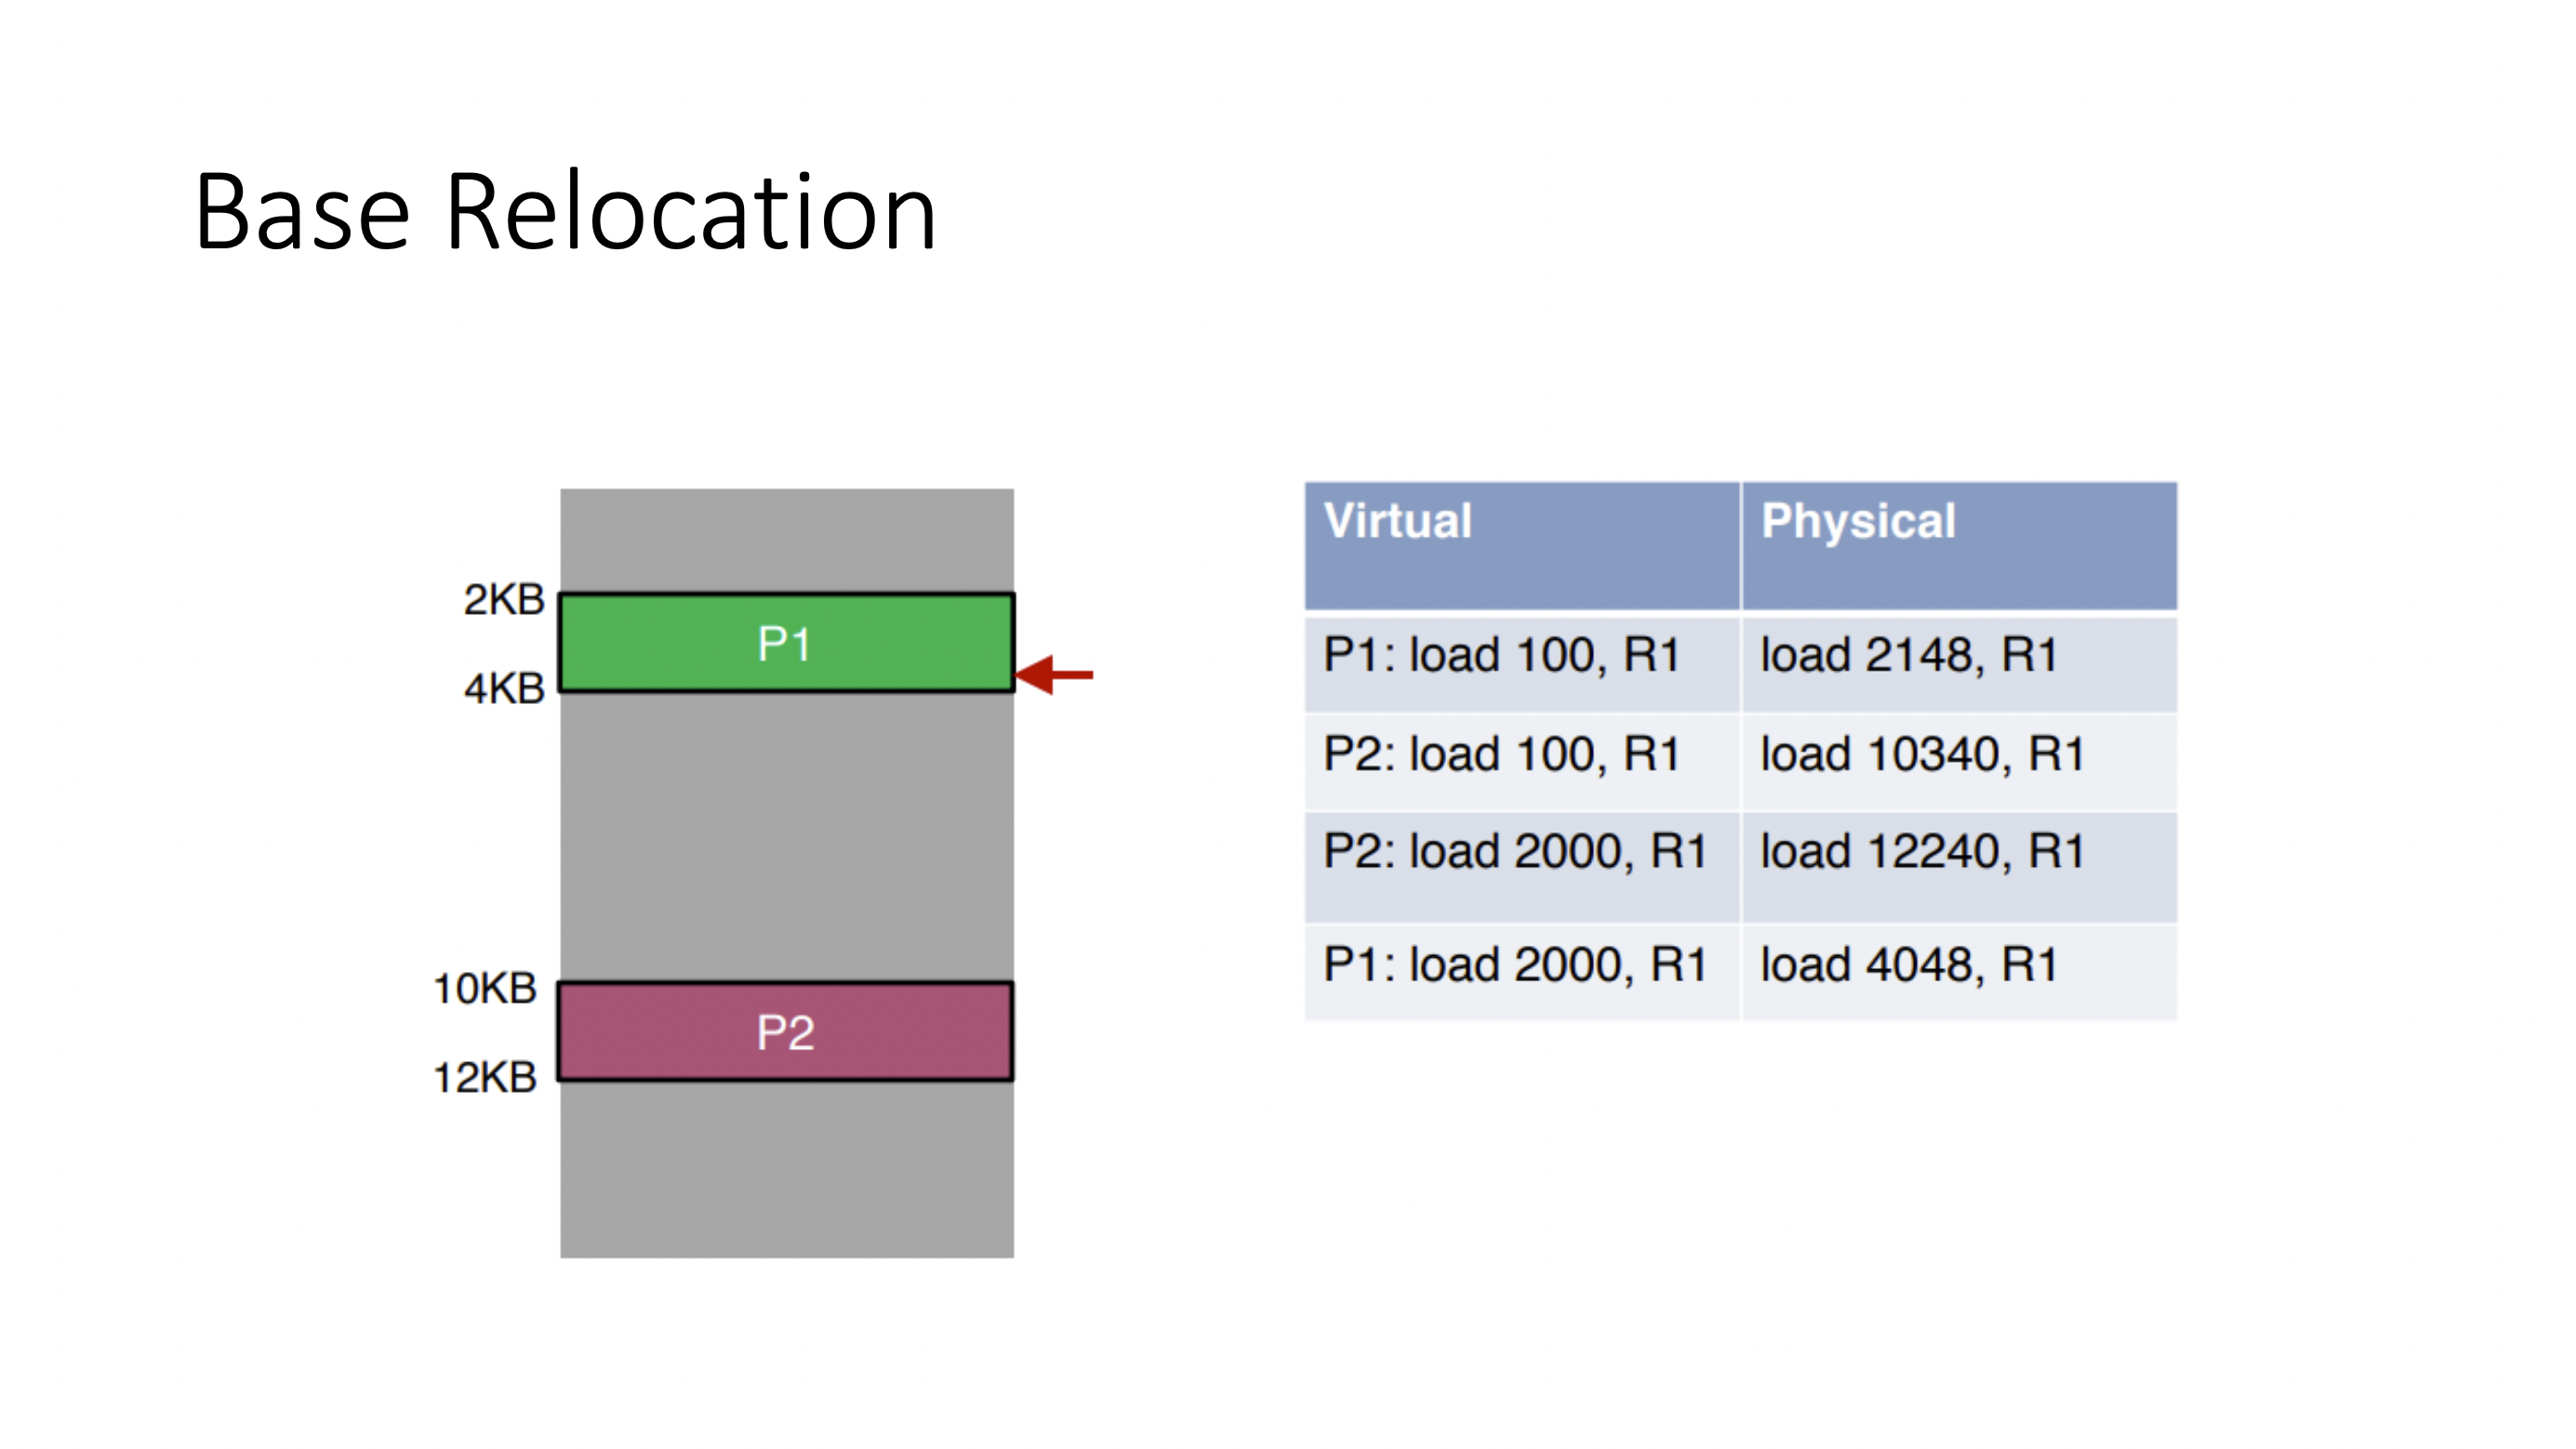 Base Relocation
2KB
P1
4KB
10KB
P2
12KB
Virtual Physical
P1: load 100, R1 load 2148, R1
P2: load 100, R1 load 10340, R1
P2: load 2000, R1 load 12240, R1
P1: load 2000, R1 load 4048, R1